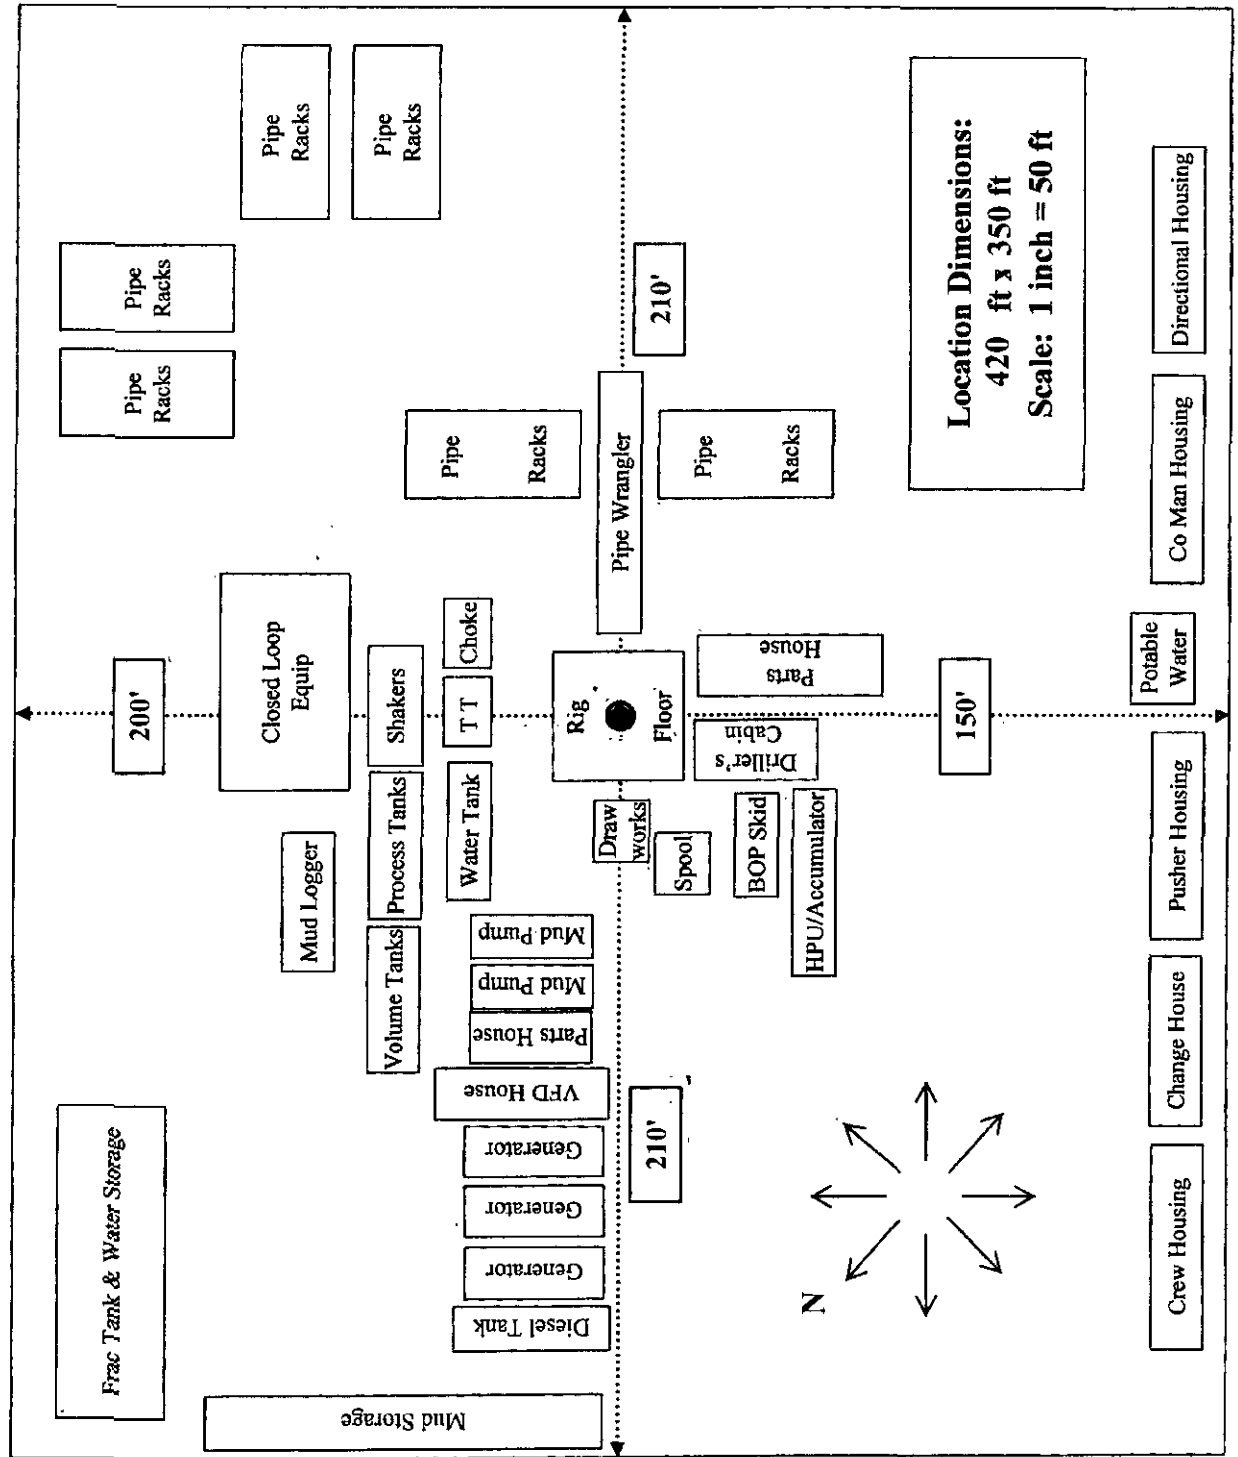 Frac Tank & Water Storage
Pipe
Racks
Pipe
Racks
Pipe
Racks
Pipe
Racks
200'
Closed Loop
Equip
Mud Logger
Volume Tanks
Process Tanks
Shakers
Mud Storage
Diesel Tank
Generator
Generator
Generator
VFD House
Parts House
Mud Pump
Mud Pump
Water Tank
T T
Choke
Pipe
Racks
Draw
works
Rig
Floor
Pipe Wrangler
210'
210'
Spool
BOP Skid
HPU/Accumulator
Driller's
Cabin
Parts
House
Pipe
Racks
N
150'
Location Dimensions:
420 ft x 350 ft
Scale: 1 inch = 50 ft
Crew Housing
Change House
Pusher Housing
Potable
Water
Co Man Housing
Directional Housing